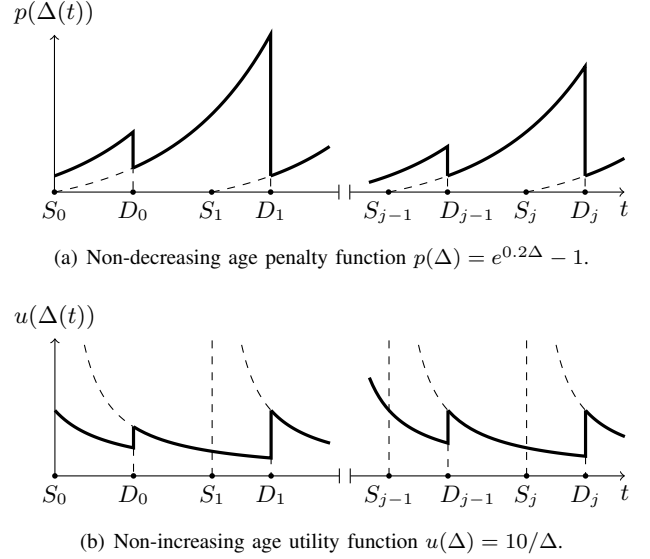 p(Δ(t))
S₀ D₀ S₁ D₁ Sⱼ₋₁ Dⱼ₋₁ Sⱼ Dⱼ t
(a) Non-decreasing age penalty function p(Δ) = e^{0.2Δ} − 1.
u(Δ(t))
S₀ D₀ S₁ D₁ Sⱼ₋₁ Dⱼ₋₁ Sⱼ Dⱼ t
(b) Non-increasing age utility function u(Δ) = 10/Δ.